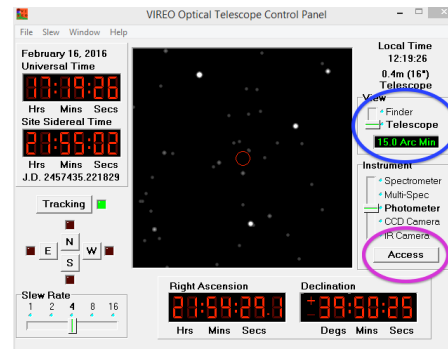 VIREO Optical Telescope Control Panel
File Slew Window Help
February 16, 2016
Universal Time
17:19:26
Hrs Mins Secs
Site Sidereal Time
21:55:02
Hrs Mins Secs
J.D. 2457435.221829
Tracking
N
E W
S
Slew Rate
1 2 4 8 16
Local Time
12:19:26
0.4m (16")
Telescope
View
Finder
Telescope
15.0 Arc Min
Instrument
Spectrometer
Multi-Spec
Photometer
CCD Camera
IR Camera
Access
Right Ascension
21:54:29.1
Hrs Mins Secs
Declination
39:50:25
Degs Mins Secs